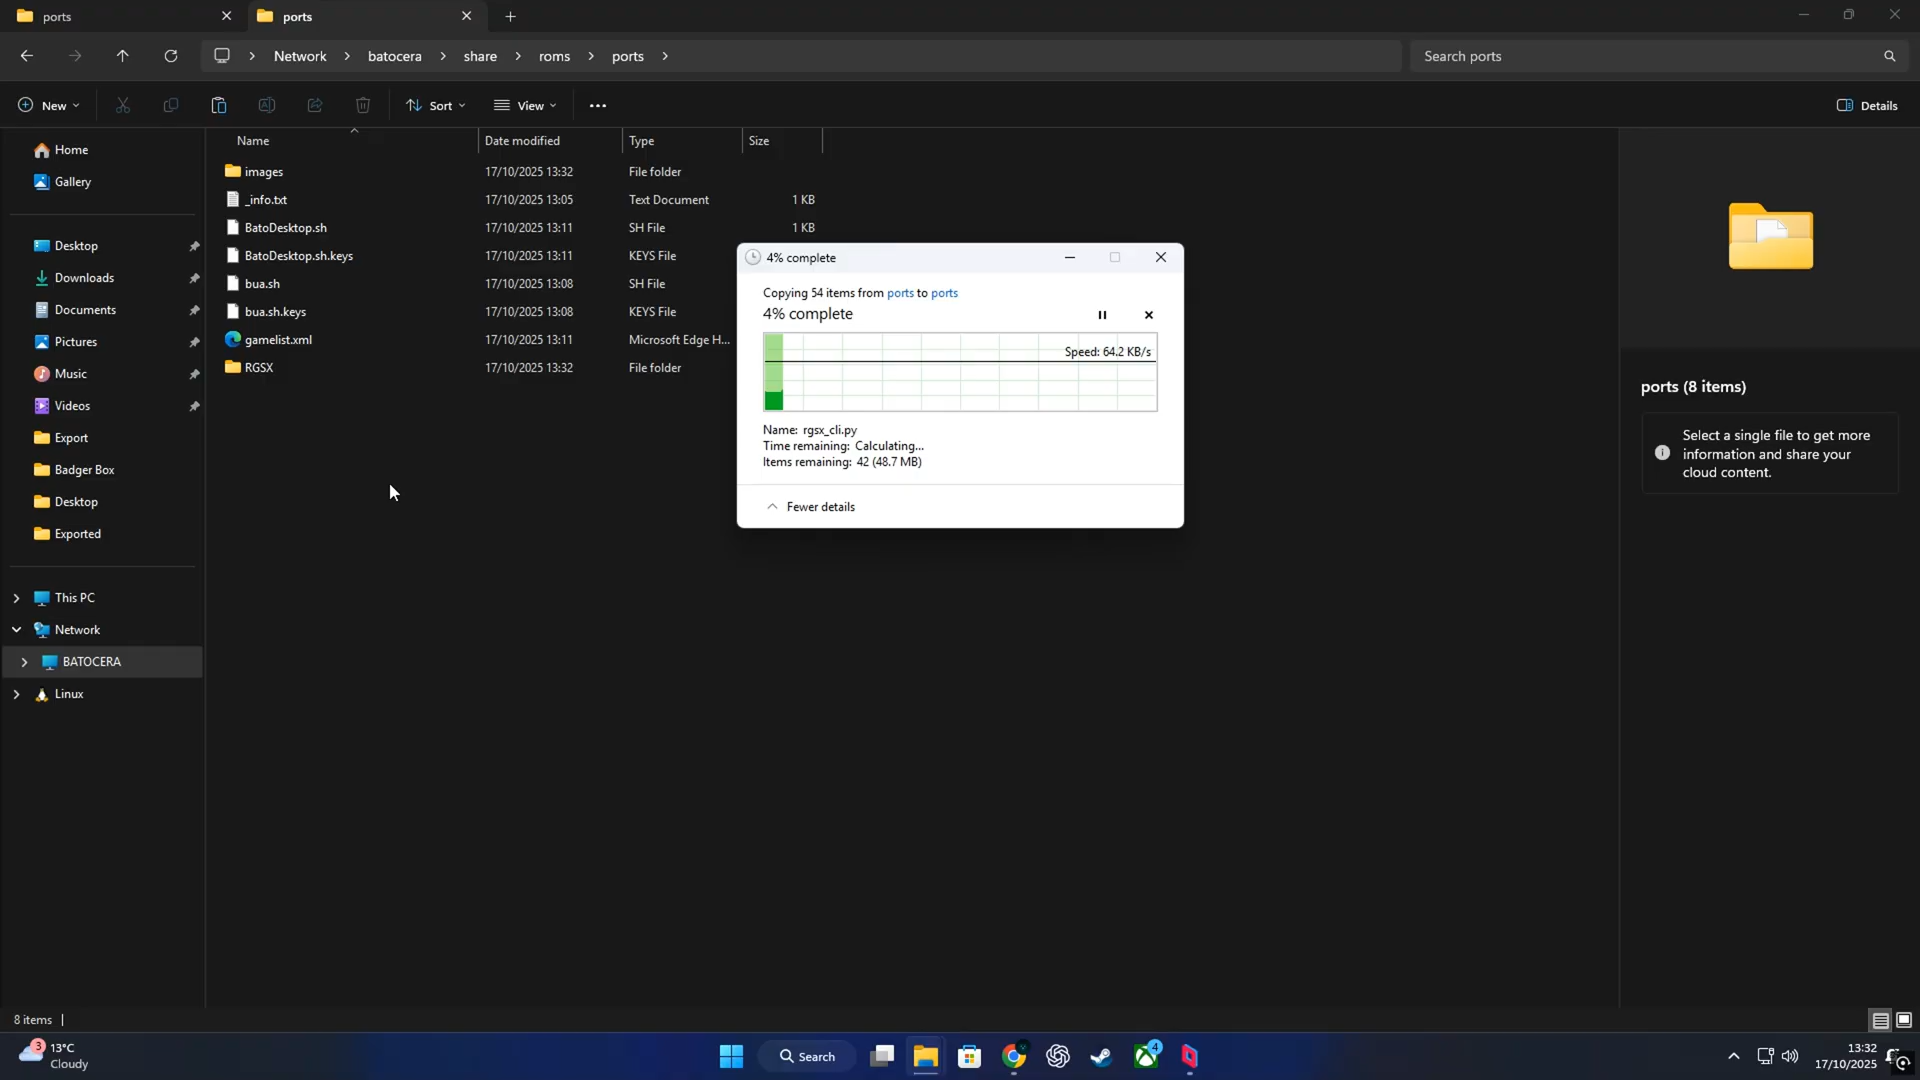 ports
ports
Network
batocera
share
roms
ports
Search ports
New
Sort
View
Details
Name
Date modified
Type
Size
Home
Gallery
Desktop
Downloads
Documents
Pictures
Music
Videos
Export
Badger Box
Desktop
Exported
This PC
Network
BATOCERA
Linux
images 17/10/2025 13:32 File folder
_info.txt 17/10/2025 13:05 Text Document 1 KB
BatoDesktop.sh 17/10/2025 13:11 SH File 1 KB
BatoDesktop.sh.keys 17/10/2025 13:11 KEYS File
bua.sh 17/10/2025 13:08 SH File
bua.sh.keys 17/10/2025 13:08 KEYS File
gamelist.xml 17/10/2025 13:11 Microsoft Edge H...
RGSX 17/10/2025 13:32 File folder
4% complete
Copying 54 items from ports to ports
4% complete
Speed: 64.2 KB/s
Name: rgsx_cli.py
Time remaining: Calculating...
Items remaining: 42 (48.7 MB)
Fewer details
ports (8 items)
Select a single file to get more
information and share your
cloud content.
8 items
3
13°C
Cloudy
Search
4
13:32
17/10/2025